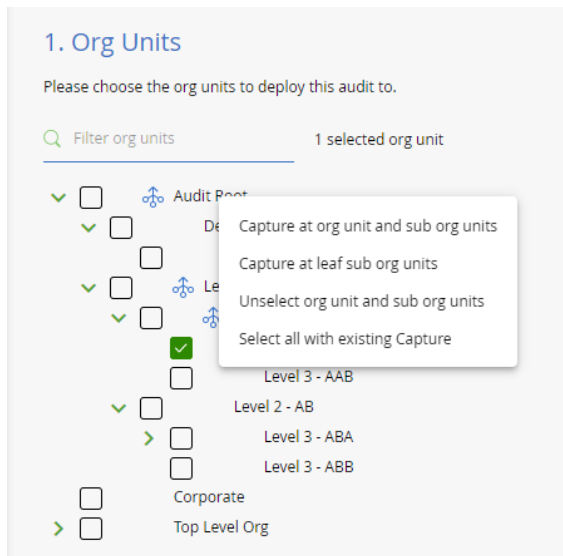 1. Org Units
Please choose the org units to deploy this audit to.
Filter org units
1 selected org unit
Audit Root
Capture at org unit and sub org units
Capture at leaf sub org units
Unselect org unit and sub org units
Select all with existing Capture
Level 3 - AAB
Level 2 - AB
Level 3 - ABA
Level 3 - ABB
Corporate
Top Level Org